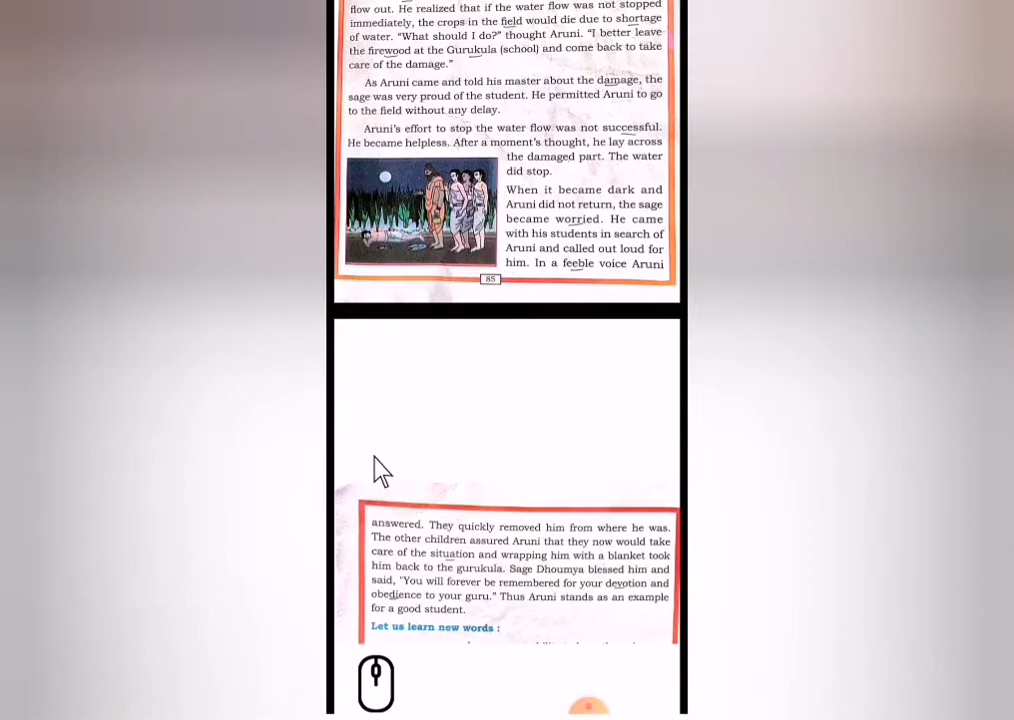 flow out. He realized that if the water flow was not stopped
immediately, the crops in the field would die due to shortage
of water. "What should I do?" thought Aruni. "I better leave
the firewood at the Gurukula (school) and come back to take
care of the damage."
As Aruni came and told his master about the damage, the
sage was very proud of the student. He permitted Aruni to go
to the field without any delay.
Aruni's effort to stop the water flow was not successful.
He became helpless. After a moment's thought, he lay across
the damaged part. The water
did stop.
When it became dark and
Aruni did not return, the sage
became worried. He came
with his students in search of
Aruni and called out loud for
him. In a feeble voice Aruni
85
answered. They quickly removed him from where he was.
The other children assured Aruni that they now would take
care of the situation and wrapping him with a blanket took
him back to the gurukula. Sage Dhoumya blessed him and
said, "You will forever be remembered for your devotion and
obedience to your guru." Thus Aruni stands as an example
for a good student.
Let us learn new words :